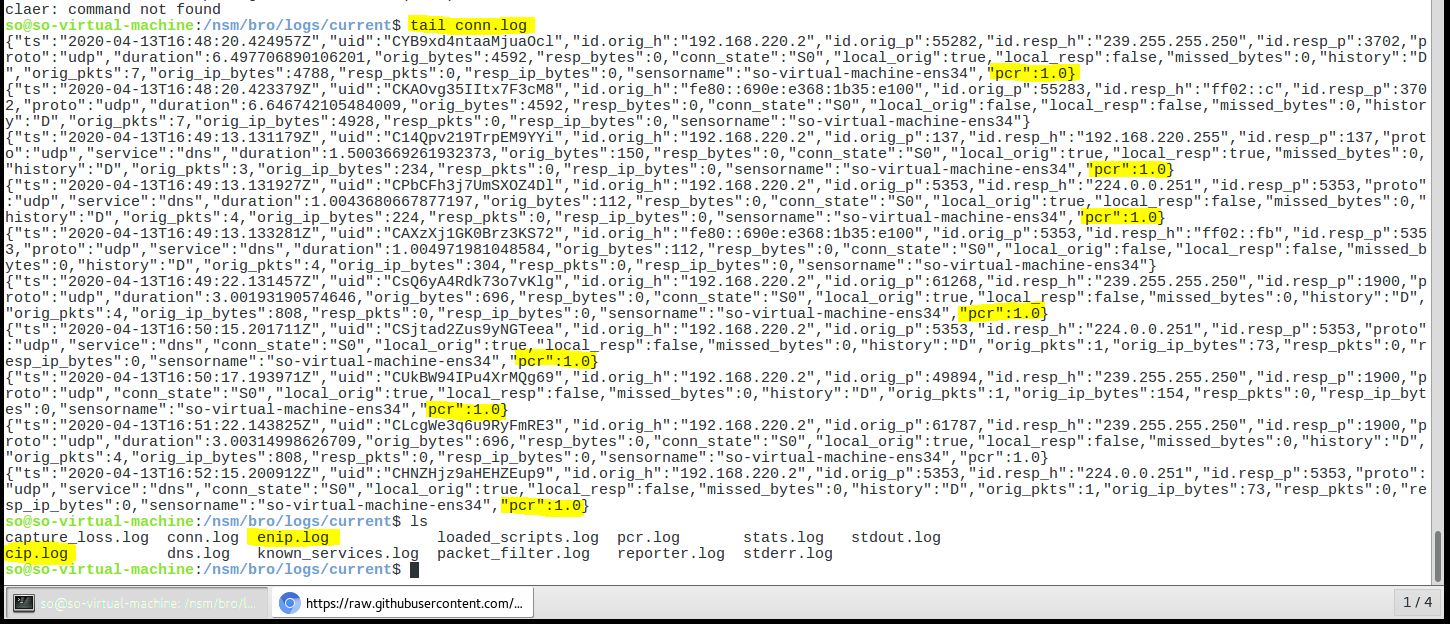 claer: command not found
so@so-virtual-machine:/nsm/bro/logs/current$ tail conn.log
{"ts":"2020-04-13T16:48:20.424957Z","uid":"CYB9xd4ntaaMjuaOcl","id.orig_h":"192.168.220.2","id.orig_p":55282,"id.resp_h":"239.255.255.250","id.resp_p":3702,"p
roto":"udp","duration":6.497706890106201,"orig_bytes":4592,"resp_bytes":0,"conn_state":"S0","local_orig":true,"local_resp":false,"missed_bytes":0,"history":"D
","orig_pkts":7,"orig_ip_bytes":4788,"resp_pkts":0,"resp_ip_bytes":0,"sensorname":"so-virtual-machine-ens34","pcr":1.0}
{"ts":"2020-04-13T16:48:20.423379Z","uid":"CKAOvg35IItx7F3cM8","id.orig_h":"fe80::690e:e368:1b35:e100","id.orig_p":55283,"id.resp_h":"ff02::c","id.resp_p":370
2,"proto":"udp","duration":6.646742105484009,"orig_bytes":4592,"resp_bytes":0,"conn_state":"S0","local_orig":false,"local_resp":false,"missed_bytes":0,"histor
y":"D","orig_pkts":7,"orig_ip_bytes":4928,"resp_pkts":0,"resp_ip_bytes":0,"sensorname":"so-virtual-machine-ens34"}
{"ts":"2020-04-13T16:49:13.131179Z","uid":"C14Qpv219TrpEM9YYi","id.orig_h":"192.168.220.2","id.orig_p":137,"id.resp_h":"192.168.220.255","id.resp_p":137,"prot
o":"udp","service":"dns","duration":1.5003669261932373,"orig_bytes":150,"resp_bytes":0,"conn_state":"S0","local_orig":true,"local_resp":true,"missed_bytes":0,
"history":"D","orig_pkts":3,"orig_ip_bytes":234,"resp_pkts":0,"resp_ip_bytes":0,"sensorname":"so-virtual-machine-ens34","pcr":1.0}
{"ts":"2020-04-13T16:49:13.131927Z","uid":"CPbCFh3j7UmSXOZ4Dl","id.orig_h":"192.168.220.2","id.orig_p":5353,"id.resp_h":"224.0.0.251","id.resp_p":5353,"proto"
:"udp","service":"dns","duration":1.0043680667877197,"orig_bytes":112,"resp_bytes":0,"conn_state":"S0","local_orig":true,"local_resp":false,"missed_bytes":0,"
history":"D","orig_pkts":4,"orig_ip_bytes":224,"resp_pkts":0,"resp_ip_bytes":0,"sensorname":"so-virtual-machine-ens34","pcr":1.0}
{"ts":"2020-04-13T16:49:13.133281Z","uid":"CAXzXj1GK0Brz3KS72","id.orig_h":"fe80::690e:e368:1b35:e100","id.orig_p":5353,"id.resp_h":"ff02::fb","id.resp_p":535
3,"proto":"udp","service":"dns","duration":1.004971981048584,"orig_bytes":112,"resp_bytes":0,"conn_state":"S0","local_orig":false,"local_resp":false,"missed_b
ytes":0,"history":"D","orig_pkts":4,"orig_ip_bytes":304,"resp_pkts":0,"resp_ip_bytes":0,"sensorname":"so-virtual-machine-ens34"}
{"ts":"2020-04-13T16:49:22.131457Z","uid":"CsQ6yA4Rdk73o7vKlg","id.orig_h":"192.168.220.2","id.orig_p":61268,"id.resp_h":"239.255.255.250","id.resp_p":1900,"p
roto":"udp","duration":3.00193190574646,"orig_bytes":696,"resp_bytes":0,"conn_state":"S0","local_orig":true,"local_resp":false,"missed_bytes":0,"history":"D",
"orig_pkts":4,"orig_ip_bytes":808,"resp_pkts":0,"resp_ip_bytes":0,"sensorname":"so-virtual-machine-ens34","pcr":1.0}
{"ts":"2020-04-13T16:50:15.201711Z","uid":"CSjtad2Zus9yNGTeea","id.orig_h":"192.168.220.2","id.orig_p":5353,"id.resp_h":"224.0.0.251","id.resp_p":5353,"proto"
:"udp","service":"dns","conn_state":"S0","local_orig":true,"local_resp":false,"missed_bytes":0,"history":"D","orig_pkts":1,"orig_ip_bytes":73,"resp_pkts":0,"r
esp_ip_bytes":0,"sensorname":"so-virtual-machine-ens34","pcr":1.0}
{"ts":"2020-04-13T16:50:17.193971Z","uid":"CUkBW94IPu4XrMQg69","id.orig_h":"192.168.220.2","id.orig_p":49894,"id.resp_h":"239.255.255.250","id.resp_p":1900,"p
roto":"udp","conn_state":"S0","local_orig":true,"local_resp":false,"missed_bytes":0,"history":"D","orig_pkts":1,"orig_ip_bytes":154,"resp_pkts":0,"resp_ip_byt
es":0,"sensorname":"so-virtual-machine-ens34","pcr":1.0}
{"ts":"2020-04-13T16:51:22.143825Z","uid":"CLcgWe3q6u9RyFmRE3","id.orig_h":"192.168.220.2","id.orig_p":61787,"id.resp_h":"239.255.255.250","id.resp_p":1900,"p
roto":"udp","duration":3.00314998626709,"orig_bytes":696,"resp_bytes":0,"conn_state":"S0","local_orig":true,"local_resp":false,"missed_bytes":0,"history":"D",
"orig_pkts":4,"orig_ip_bytes":808,"resp_pkts":0,"resp_ip_bytes":0,"sensorname":"so-virtual-machine-ens34","pcr":1.0}
{"ts":"2020-04-13T16:52:15.200912Z","uid":"CHNZHjz9aHEHZEup9","id.orig_h":"192.168.220.2","id.orig_p":5353,"id.resp_h":"224.0.0.251","id.resp_p":5353,"proto":
"udp","service":"dns","conn_state":"S0","local_orig":true,"local_resp":false,"missed_bytes":0,"history":"D","orig_pkts":1,"orig_ip_bytes":73,"resp_pkts":0,"re
sp_ip_bytes":0,"sensorname":"so-virtual-machine-ens34","pcr":1.0}
so@so-virtual-machine:/nsm/bro/logs/current$ ls
capture_loss.log conn.log enip.log loaded_scripts.log pcr.log stats.log stdout.log
cip.log dns.log known_services.log packet_filter.log reporter.log stderr.log
so@so-virtual-machine:/nsm/bro/logs/current$
so@so-virtual-machine: /nsm/bro/l... https://raw.githubusercontent.com/... 1 / 4